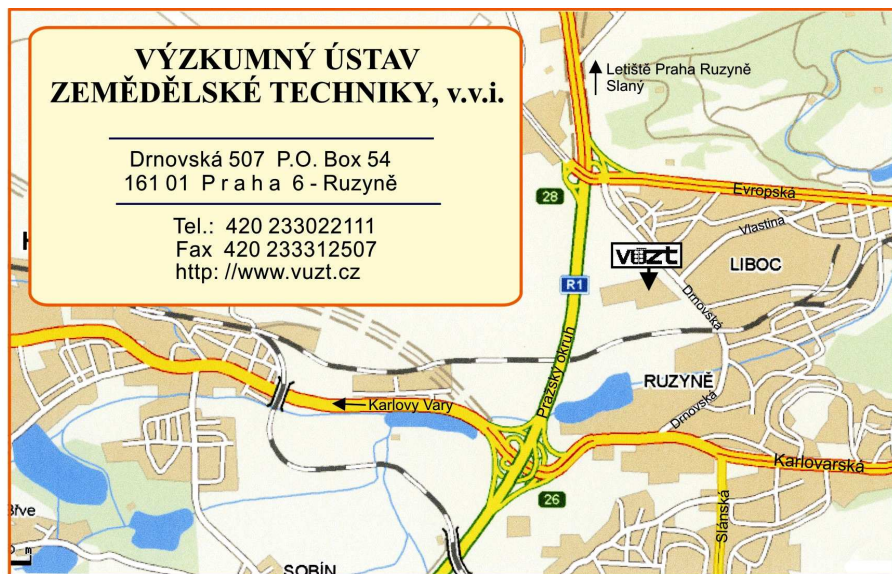 VÝZKUMNÝ ÚSTAV
ZEMĚDĚLSKÉ TECHNIKY, v.v.i.
Drnovská 507 P.O. Box 54
161 01 P r a h a 6 - Ruzyně
Tel.: 420 233022111
Fax 420 233312507
http: //www.vuzt.cz
Letiště Praha Ruzyně
Slaný
Evropská
28
Vlastina
vúzt
LIBOC
R1
Drnovská
Pražský okruh
RUZYNĚ
Karlovy Vary
Drnovská
Karlovarská
26
Slánská
Břve
SOBÍN